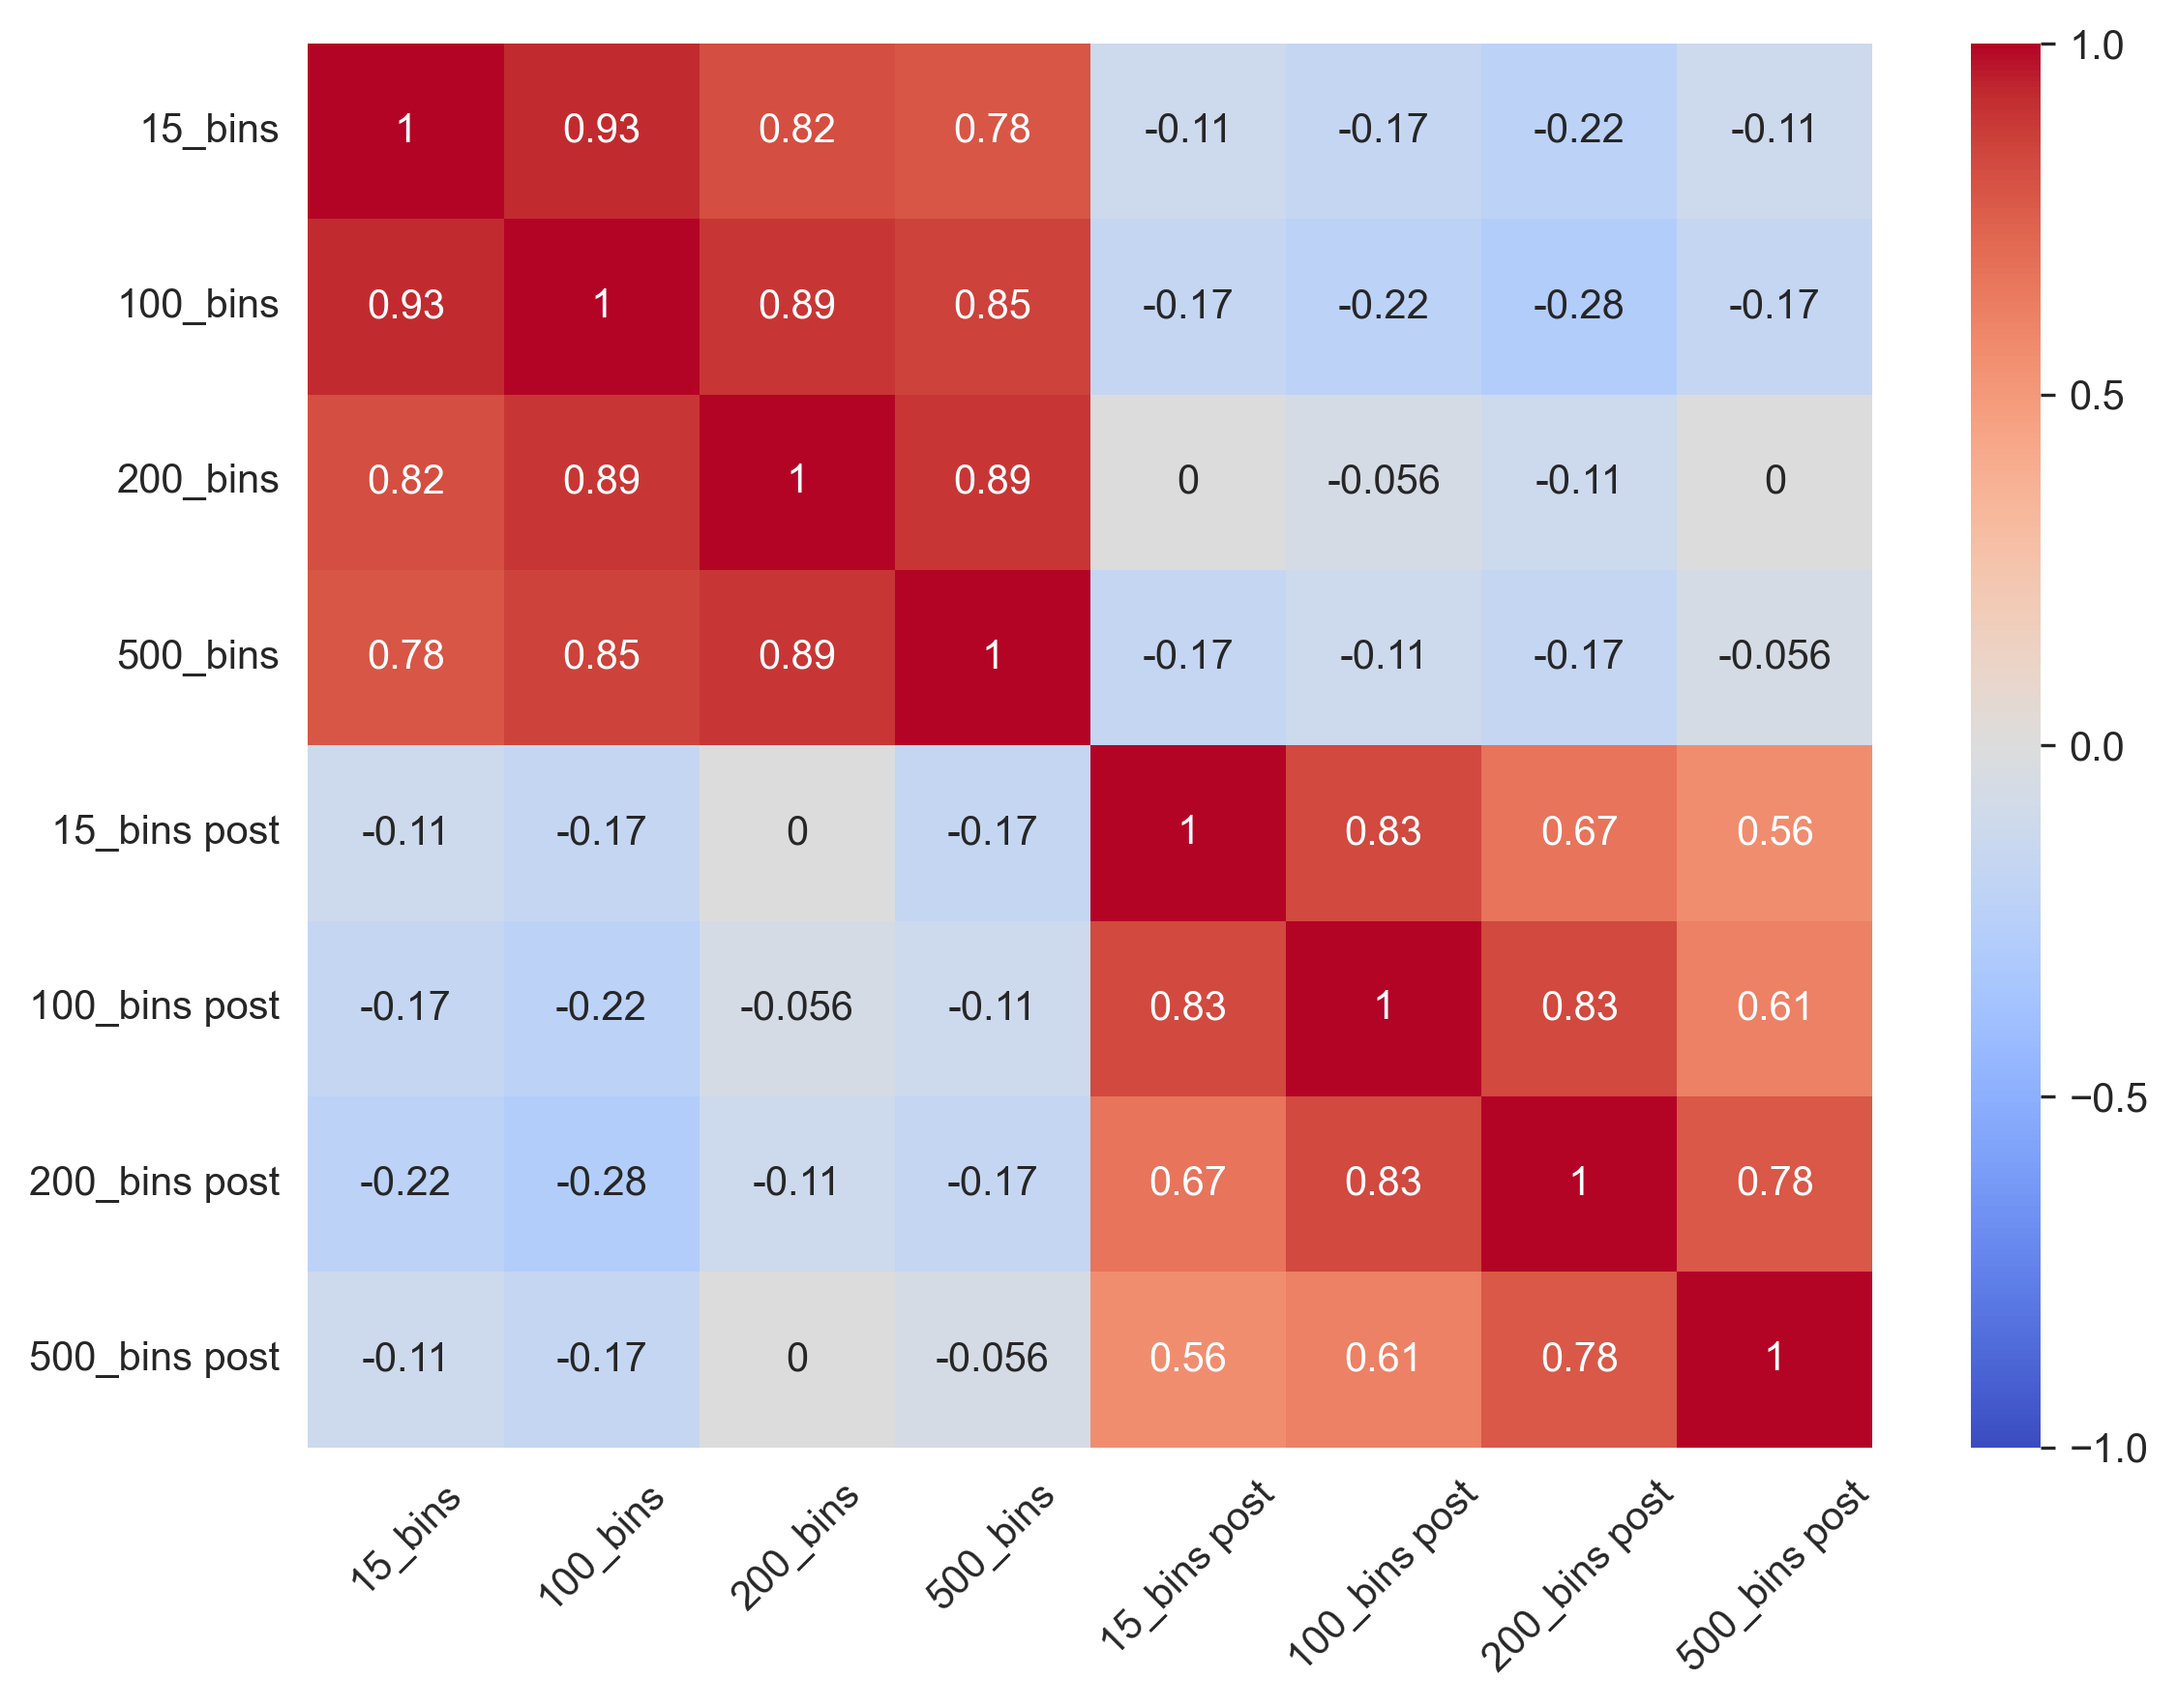 15_bins 1 0.93 0.82 0.78 -0.11 -0.17 -0.22 -0.11
100_bins 0.93 1 0.89 0.85 -0.17 -0.22 -0.28 -0.17
200_bins 0.82 0.89 1 0.89 0 -0.056 -0.11 0
500_bins 0.78 0.85 0.89 1 -0.17 -0.11 -0.17 -0.056
15_bins post -0.11 -0.17 0 -0.17 1 0.83 0.67 0.56
100_bins post -0.17 -0.22 -0.056 -0.11 0.83 1 0.83 0.61
200_bins post -0.22 -0.28 -0.11 -0.17 0.67 0.83 1 0.78
500_bins post -0.11 -0.17 0 -0.056 0.56 0.61 0.78 1
15_bins 100_bins 200_bins 500_bins 15_bins post 100_bins post 200_bins post 500_bins post
1.0
0.5
0.0
−0.5
−1.0